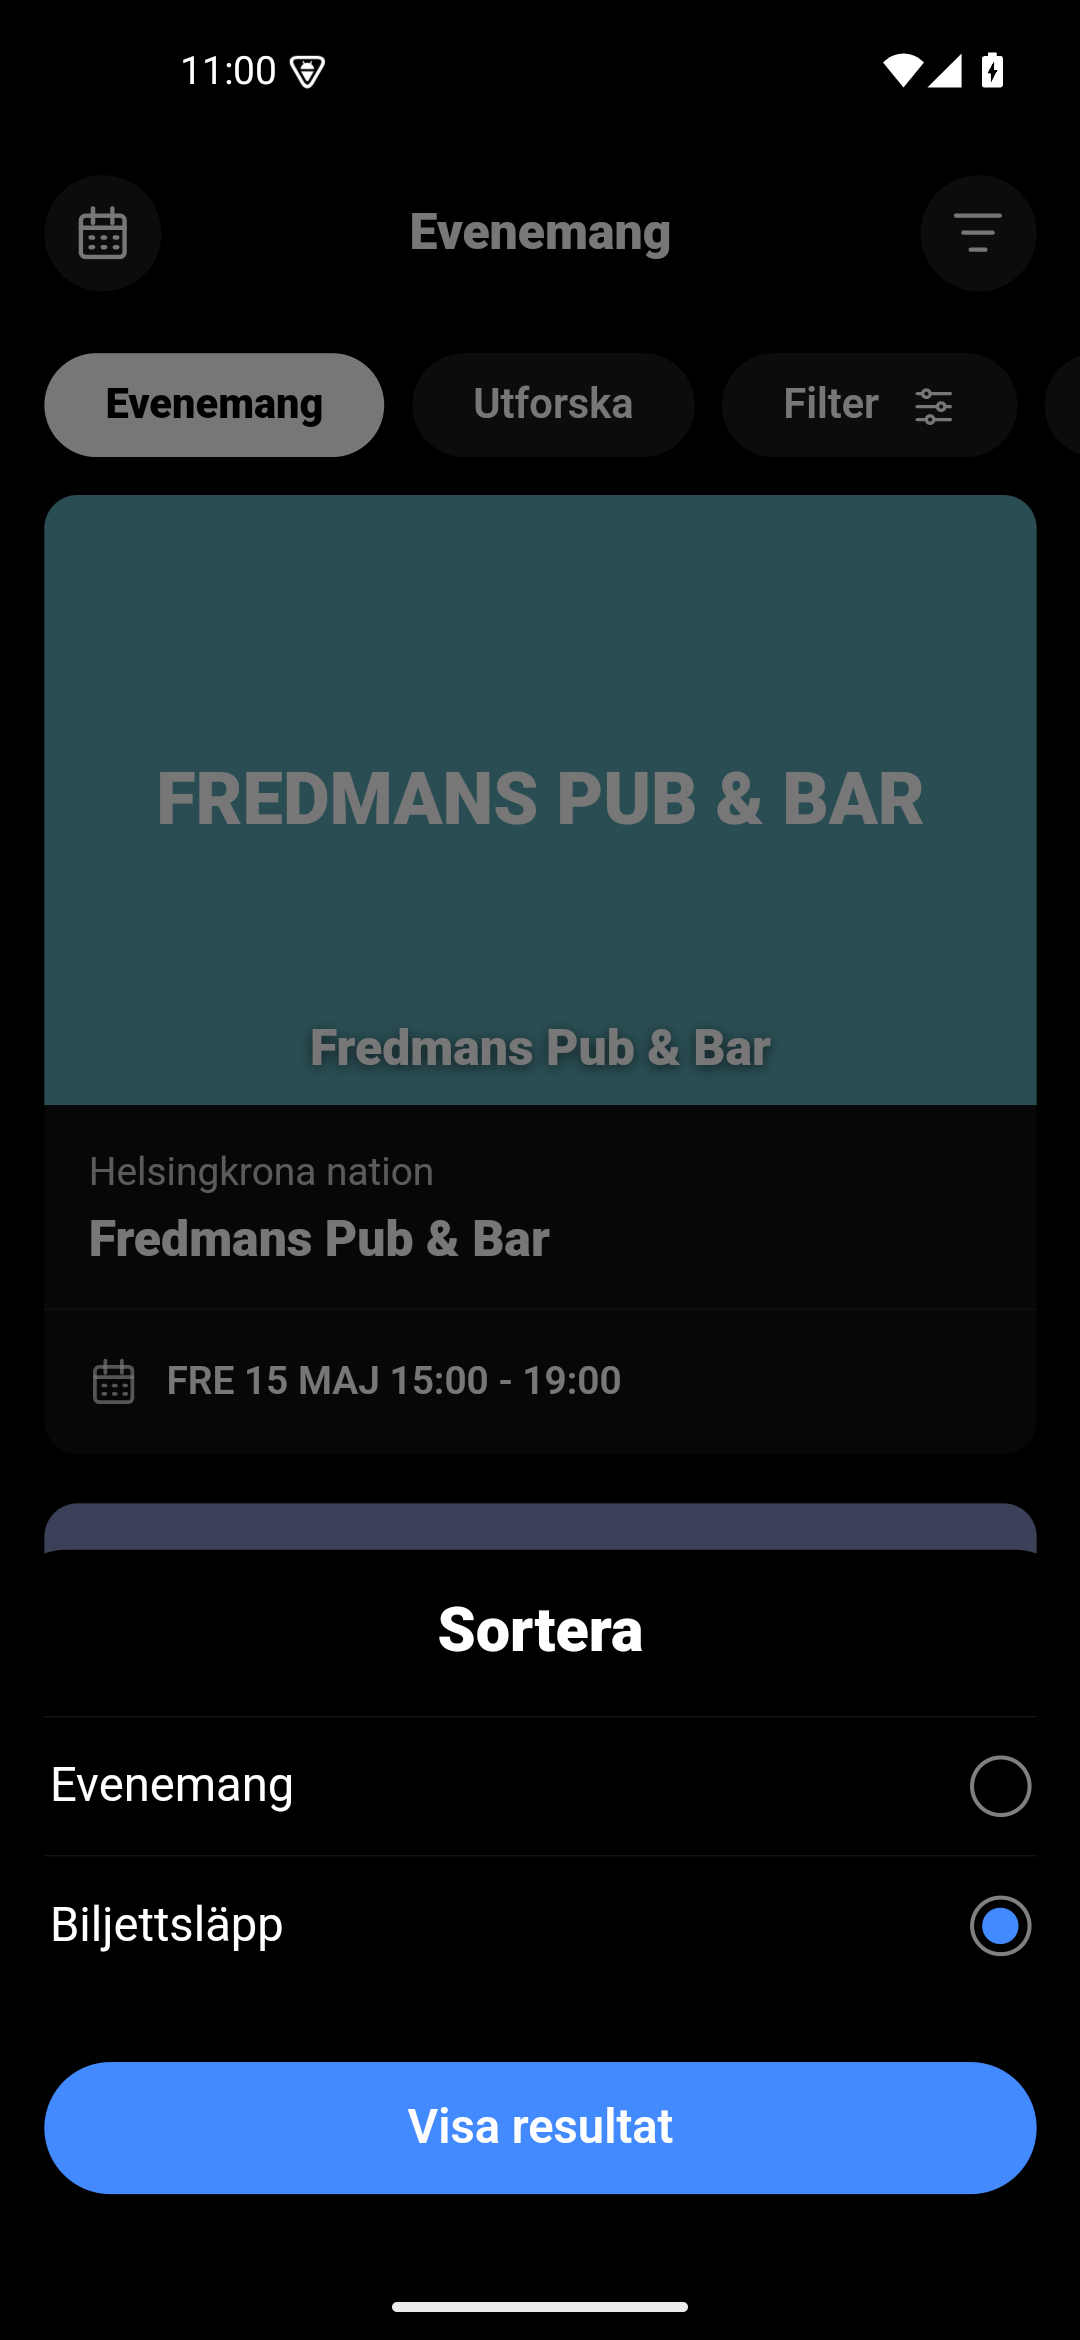 11:00
Evenemang
Evenemang
Utforska
Filter
FREDMANS PUB & BAR
Fredmans Pub & Bar
Helsingkrona nation
Fredmans Pub & Bar
FRE 15 MAJ 15:00 - 19:00
Sortera
Evenemang
Biljettsläpp
Visa resultat